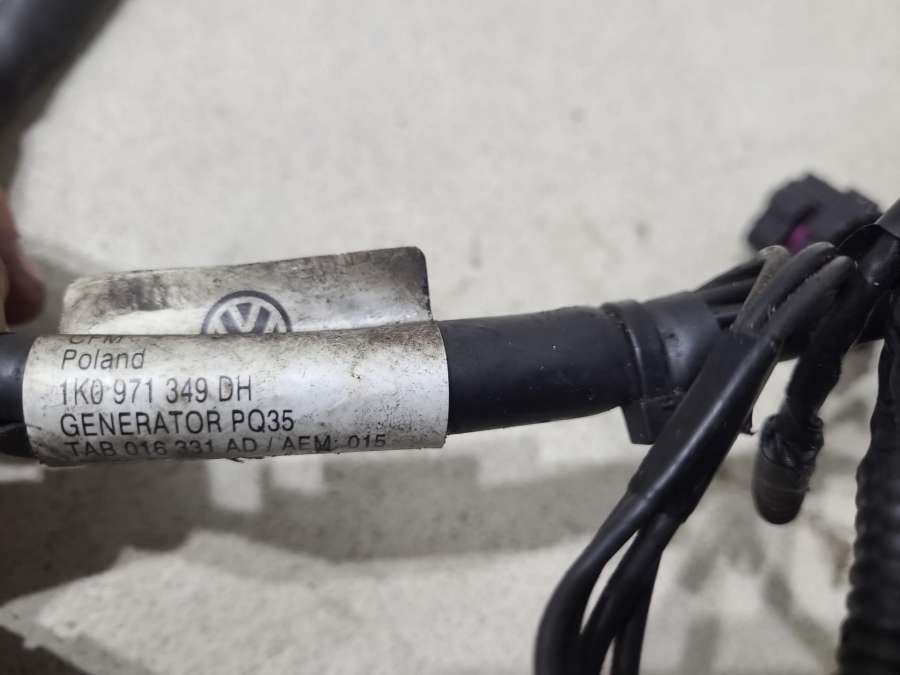 Poland
1K0 971 349 DH
GENERATOR PQ35
TAB 016 331 AD / AEM: 015